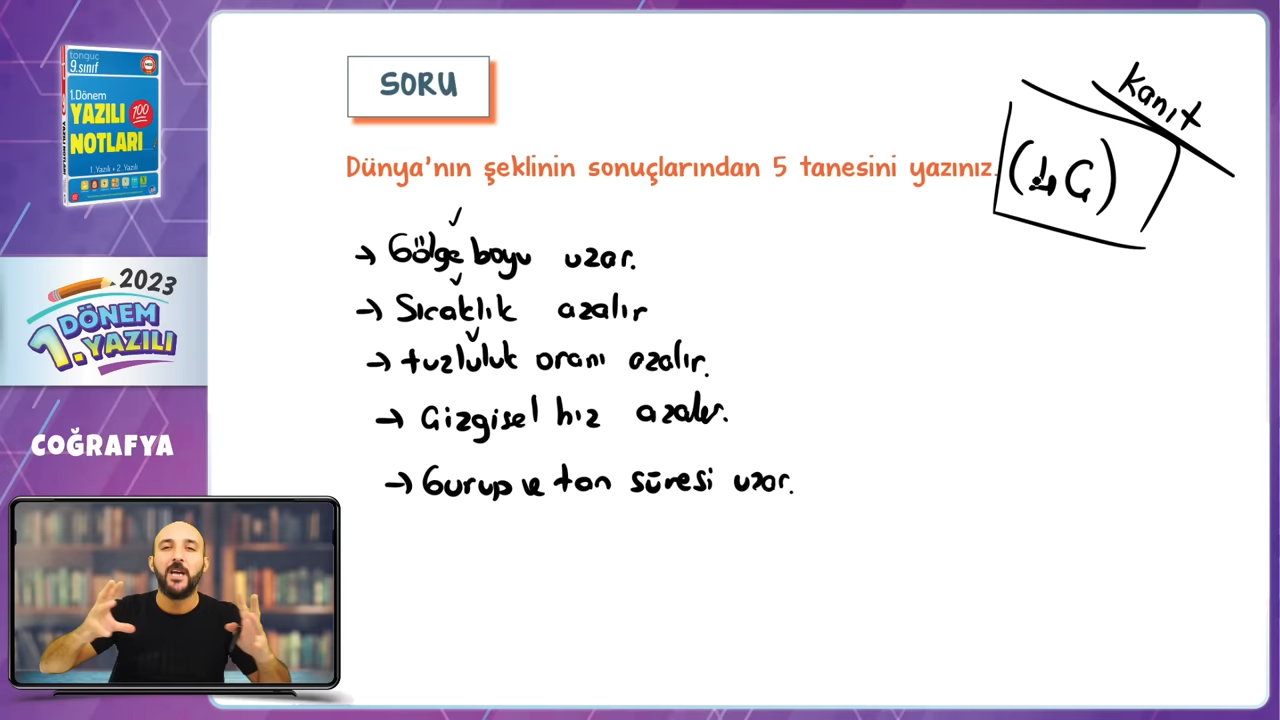 tonguç
9.sınıf
1.Dönem
YAZILI 100
NOTLARI
1.Yazılı + 2.Yazılı
YAZILI NOTLARI
2023
1. DÖNEM
YAZILI
COĞRAFYA
SORU
Kanıt
Dünya'nın şeklinin sonuçlarından 5 tanesini yazınız.
→ Gölge boyu uzar.
→ Sıcaklık azalır
→ tuzluluk oranı azalır.
→ Çizgisel hız azalır.
→ Gurup ve tan süresi uzar.